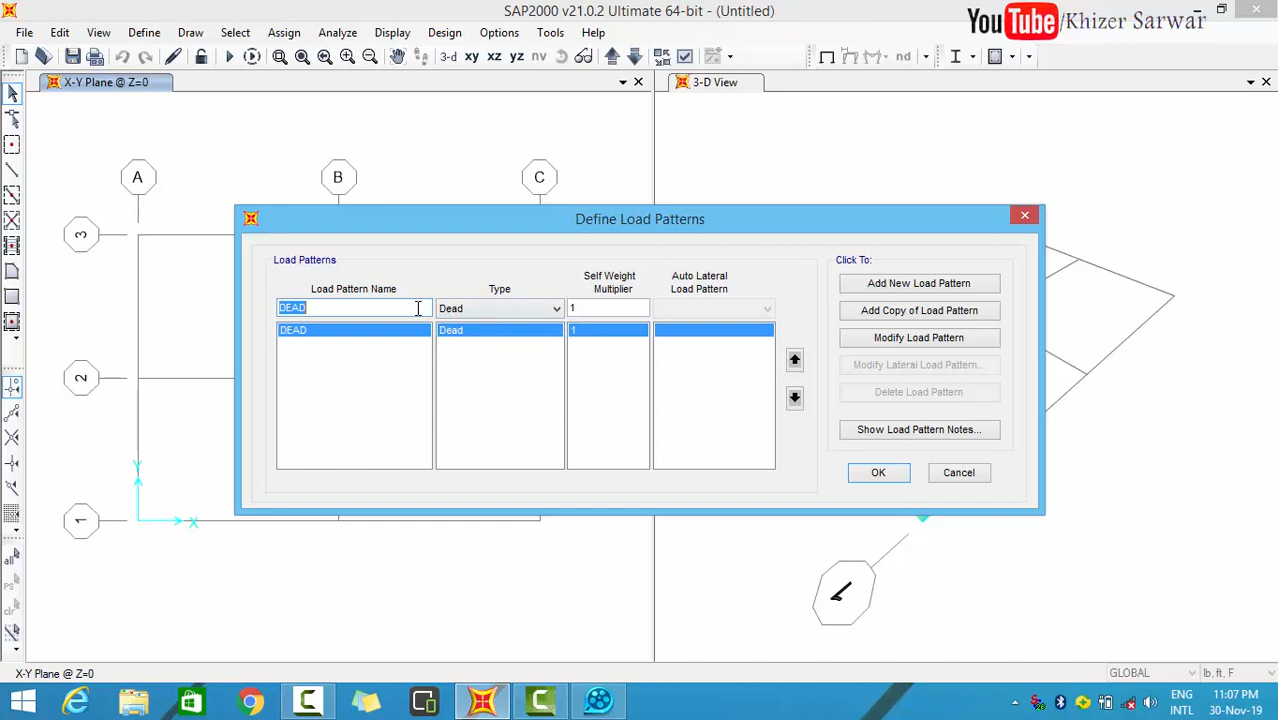 SAP2000 v21.0.2 Ultimate 64-bit - (Untitled)
YouTube /Khizer Sarwar
File Edit View Define Draw Select Assign Analyze Display Design Options Tools Help
3-d xy xz yz nv nd
X-Y Plane @ Z=0
3-D View
A B C
3
2
1
Y
X
1
Define Load Patterns
Load Patterns
Click To:
Load Pattern Name Type Self Weight Multiplier Auto Lateral Load Pattern
DEAD Dead 1
DEAD Dead 1
Add New Load Pattern
Add Copy of Load Pattern
Modify Load Pattern
Modify Lateral Load Pattern...
Delete Load Pattern
Show Load Pattern Notes...
OK Cancel
all
ps
clr
X-Y Plane @ Z=0
GLOBAL
lb, ft, F
ENG
INTL
11:07 PM
30-Nov-19